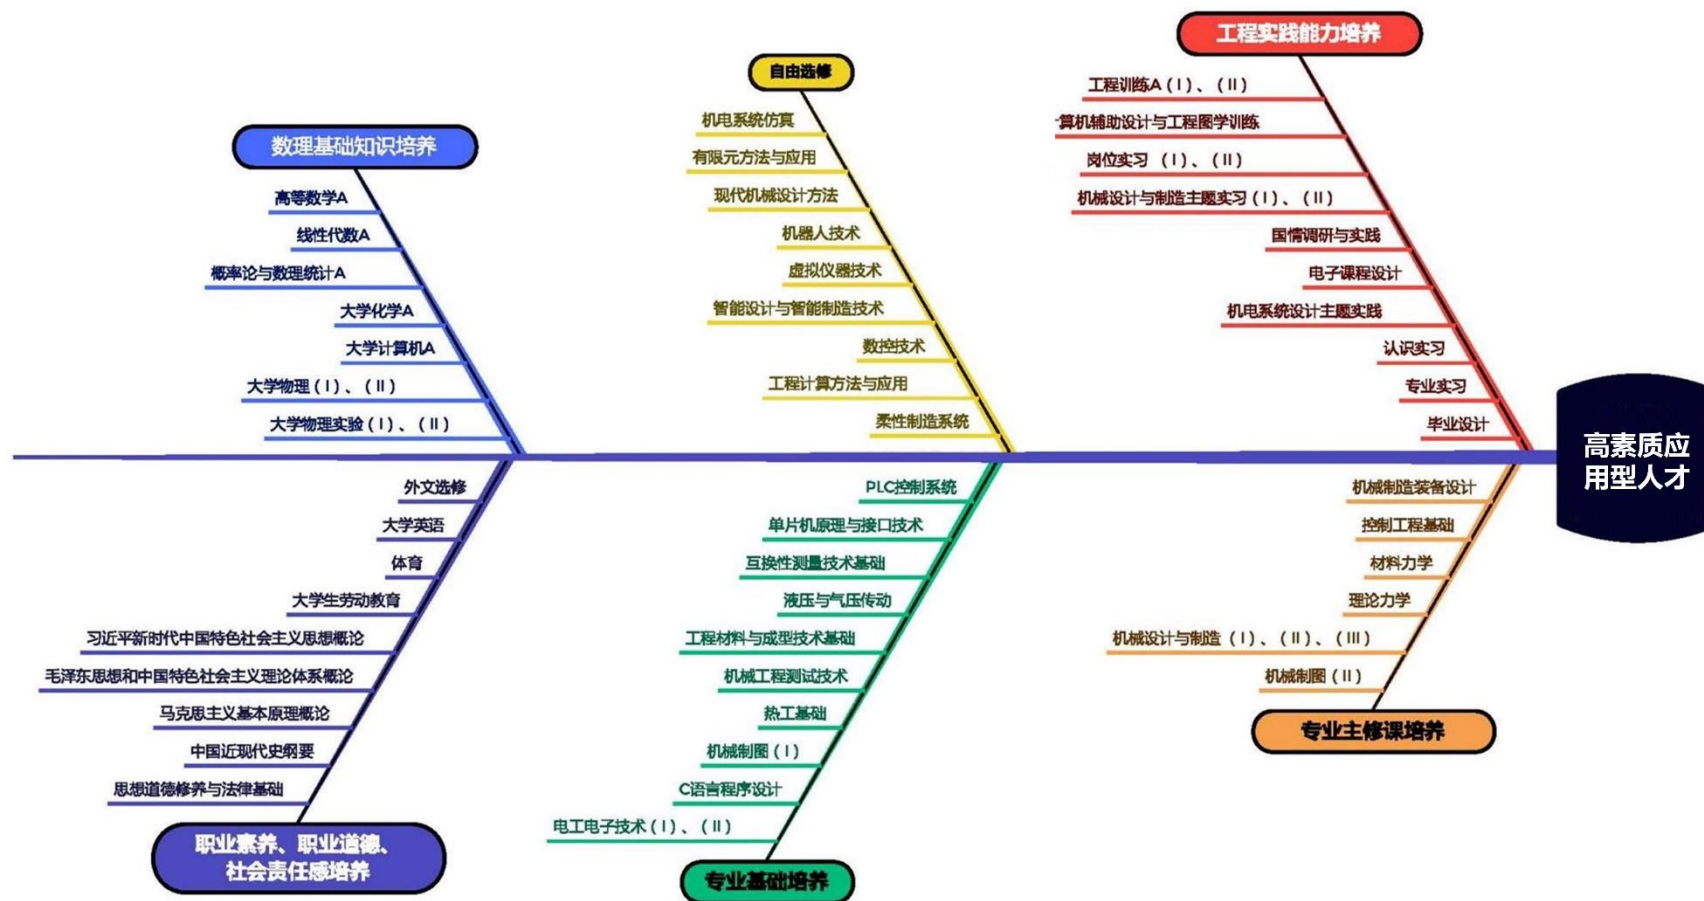 工程实践能力培养
工程训练A（I）、（II）
算机辅助设计与工程图学训练
岗位实习 （I）、（II）
机械设计与制造主题实习（I）、（II）
国情调研与实践
电子课程设计
机电系统设计主题实践
认识实习
专业实习
毕业设计
自由选修
机电系统仿真
有限元方法与应用
现代机械设计方法
机器人技术
虚拟仪器技术
智能设计与智能制造技术
数控技术
工程计算方法与应用
柔性制造系统
数理基础知识培养
高等数学A
线性代数A
概率论与数理统计A
大学化学A
大学计算机A
大学物理（I）、（II）
大学物理实验（I）、（II）
高素质应
用型人才
外文选修
大学英语
体育
大学生劳动教育
习近平新时代中国特色社会主义思想概论
毛泽东思想和中国特色社会主义理论体系概论
马克思主义基本原理概论
中国近现代史纲要
思想道德修养与法律基础
职业素养、职业道德、
社会责任感培养
PLC控制系统
单片机原理与接口技术
互换性测量技术基础
液压与气压传动
工程材料与成型技术基础
机械工程测试技术
热工基础
机械制图（I）
C语言程序设计
电工电子技术（I）、（II）
专业基础培养
机械制造装备设计
控制工程基础
材料力学
理论力学
机械设计与制造（I）、（II）、（III）
机械制图（II）
专业主修课培养